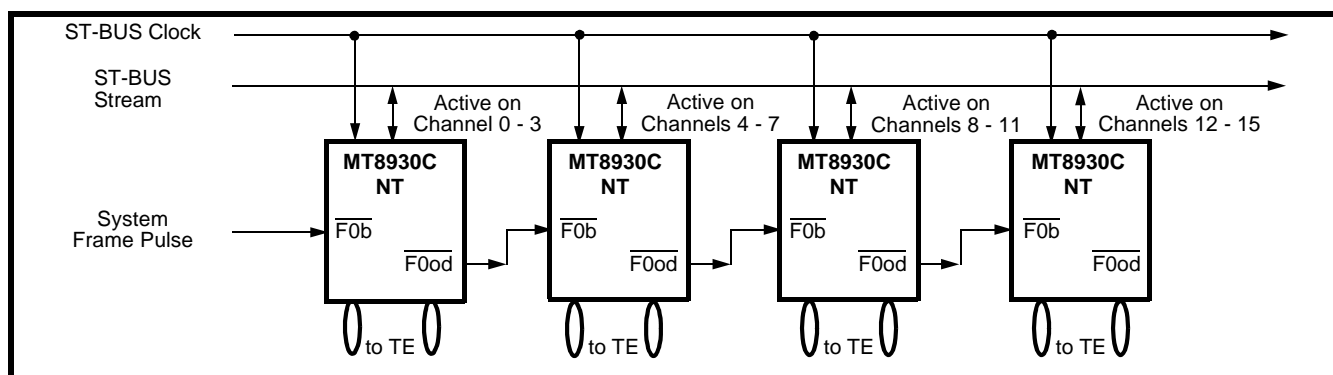 ST-BUS Clock
ST-BUS
Stream
Active on
Channel 0 - 3
Active on
Channels 4 - 7
Active on
Channels 8 - 11
Active on
Channels 12 - 15
System
Frame Pulse
MT8930C
NT
F0b
F0od
to TE
MT8930C
NT
F0b
F0od
to TE
MT8930C
NT
F0b
F0od
to TE
MT8930C
NT
F0b
F0od
to TE